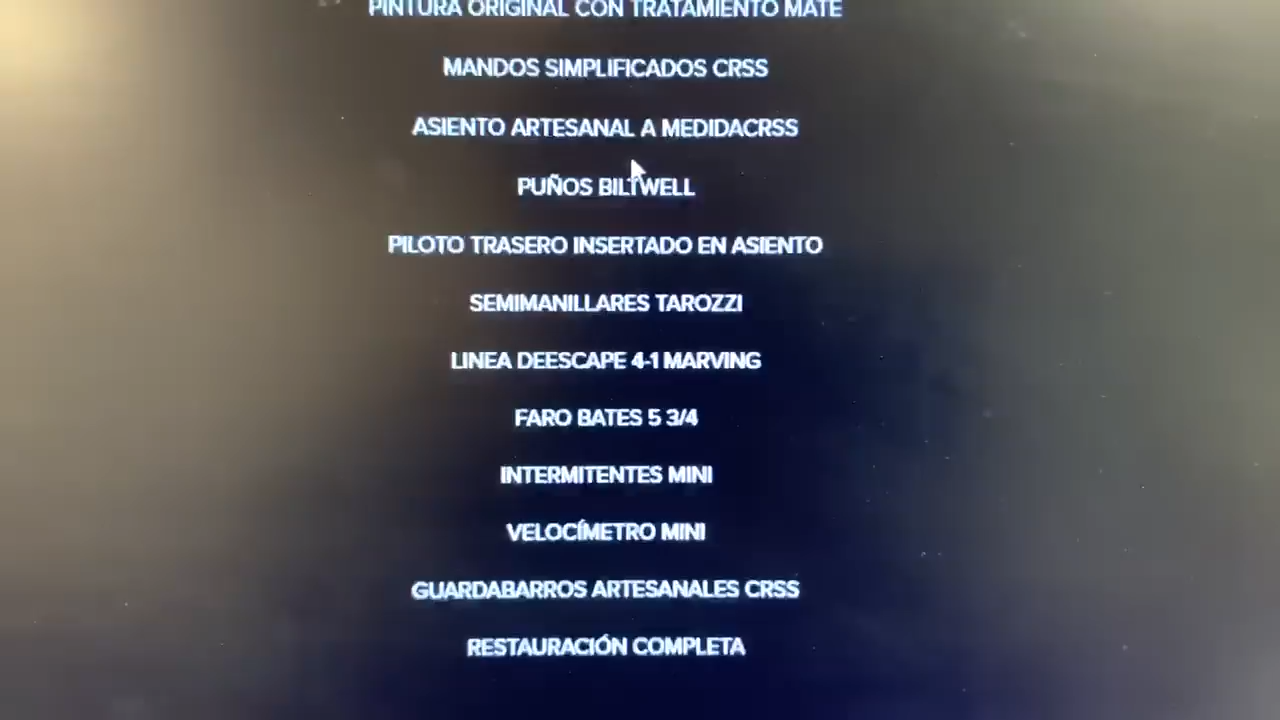 PINTURA ORIGINAL CON TRATAMIENTO MATE
MANDOS SIMPLIFICADOS CRSS
ASIENTO ARTESANAL A MEDIDACRSS
PUÑOS BILTWELL
PILOTO TRASERO INSERTADO EN ASIENTO
SEMIMANILLARES TAROZZI
LINEA DEESCAPE 4-1 MARVING
FARO BATES 5 3/4
INTERMITENTES MINI
VELOCÍMETRO MINI
GUARDABARROS ARTESANALES CRSS
RESTAURACIÓN COMPLETA